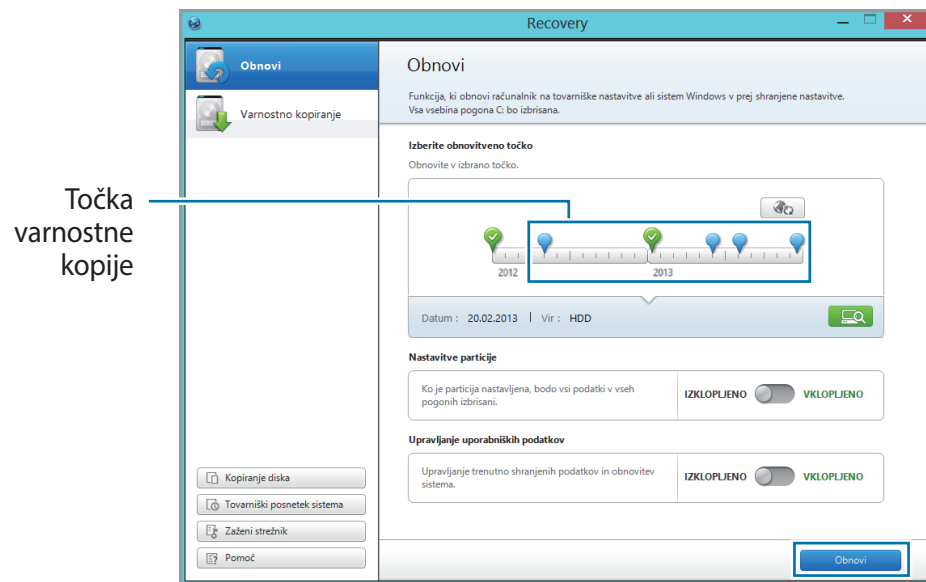 Recovery
Obnovi
Varnostno kopiranje
Obnovi
Funkcija, ki obnovi računalnik na tovarniške nastavitve ali sistem Windows v prej shranjene nastavitve.
Vsa vsebina pogona C: bo izbrisana.
Izberite obnovitveno točko
Obnovite v izbrano točko.
Točka
varnostne
kopije
2012 2013
Datum : 20.02.2013 | Vir : HDD
Nastavitve particije
Ko je particija nastavljena, bodo vsi podatki v vseh
pogonih izbrisani.
IZKLOPLJENO VKLOPLJENO
Upravljanje uporabniških podatkov
Upravljanje trenutno shranjenih podatkov in obnovitev
sistema.
IZKLOPLJENO VKLOPLJENO
Kopiranje diska
Tovarniški posnetek sistema
Zaženi strežnik
Pomoč
Obnovi